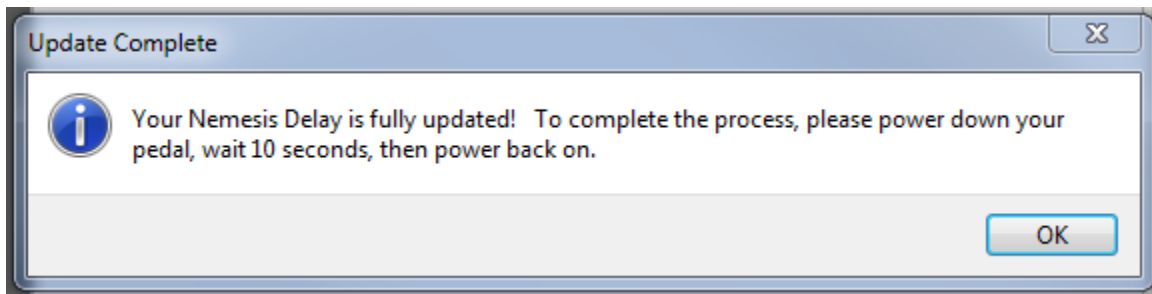 Update Complete
Your Nemesis Delay is fully updated!   To complete the process, please power down your
pedal, wait 10 seconds, then power back on.
OK